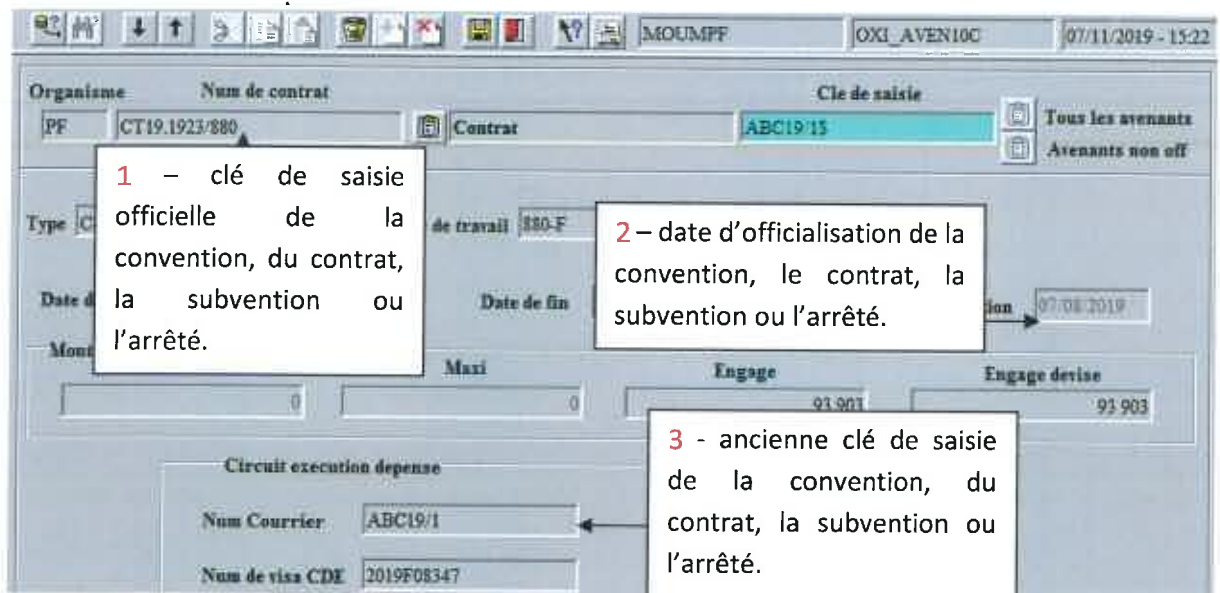 MOUMPF OXI_AVEN10C 07/11/2019 - 15:22
Organisme Num de contrat Cle de saisie
PF CT19.1923/880 Contrat ABC19/15 Tous les avenants
Avenants non off
1 – clé de saisie
officielle de la
convention, du contrat,
la subvention ou
l'arrêté.
Type C de travail 880-F
2 – date d'officialisation de la
convention, le contrat, la
subvention ou l'arrêté.
Date d Date de fin ion 07/08/2019
Mont Maxi Engage Engage devise
0 0 93 903 93 903
3 - ancienne clé de saisie
de la convention, du
contrat, la subvention ou
l'arrêté.
Circuit execution depense
Num Courrier ABC19/1
Num de visa CDE 2019F08347